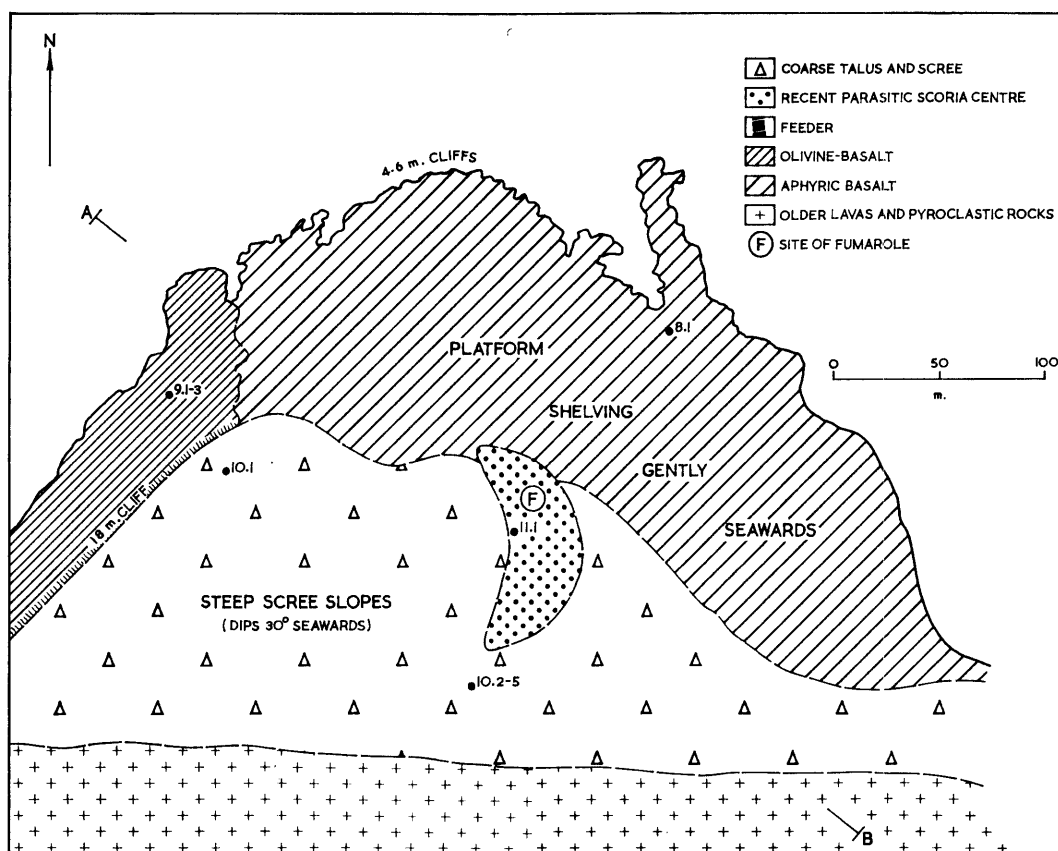 N
COARSE TALUS AND SCREE
RECENT PARASITIC SCORIA CENTRE
FEEDER
OLIVINE-BASALT
APHYRIC BASALT
OLDER LAVAS AND PYROCLASTIC ROCKS
F SITE OF FUMAROLE
4-6 m. CLIFFS
A
8.1
PLATFORM
0 50 100
m.
9.1-3
SHELVING
10.1
GENTLY
18 m. CLIFF
F
11.1
SEAWARDS
STEEP SCREE SLOPES
(DIPS 30° SEAWARDS)
10.2-5
B